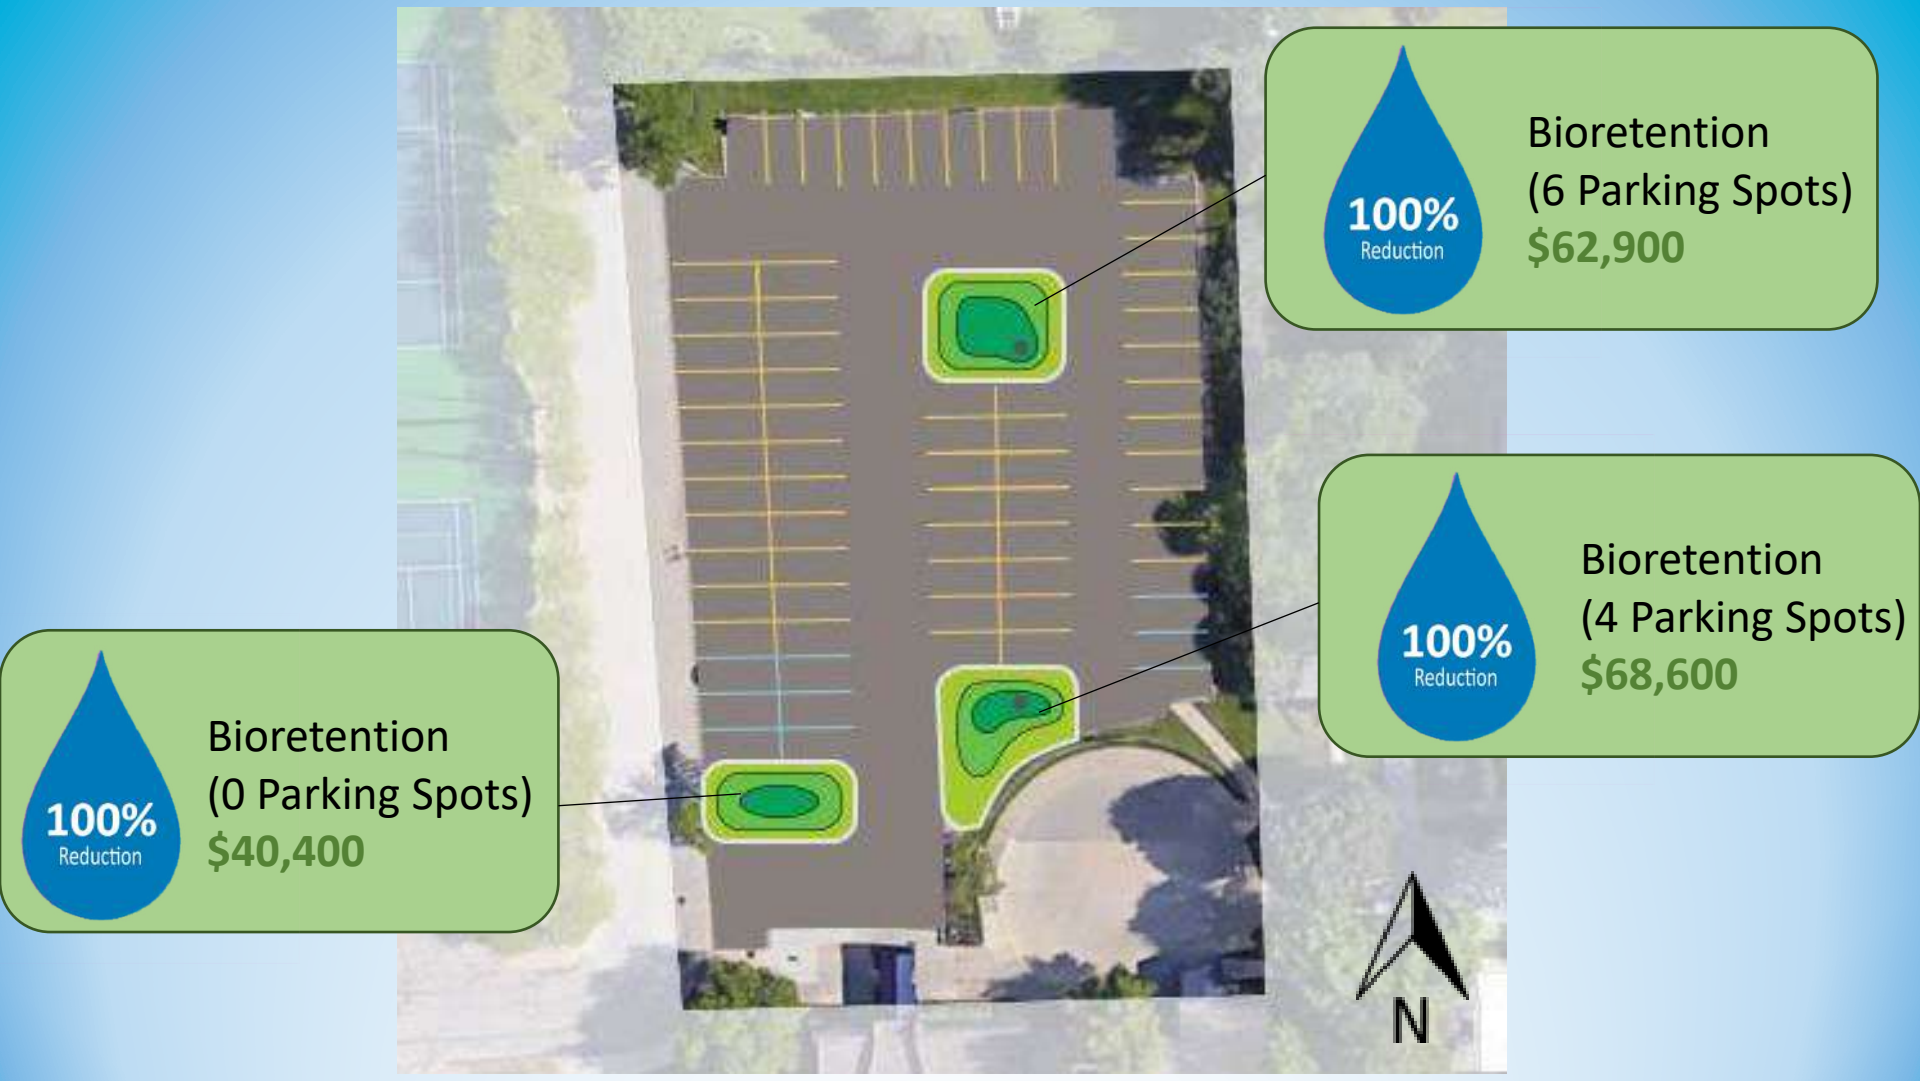 100%
Reduction
Bioretention
(6 Parking Spots)
$62,900
100%
Reduction
Bioretention
(4 Parking Spots)
$68,600
100%
Reduction
Bioretention
(0 Parking Spots)
$40,400
N